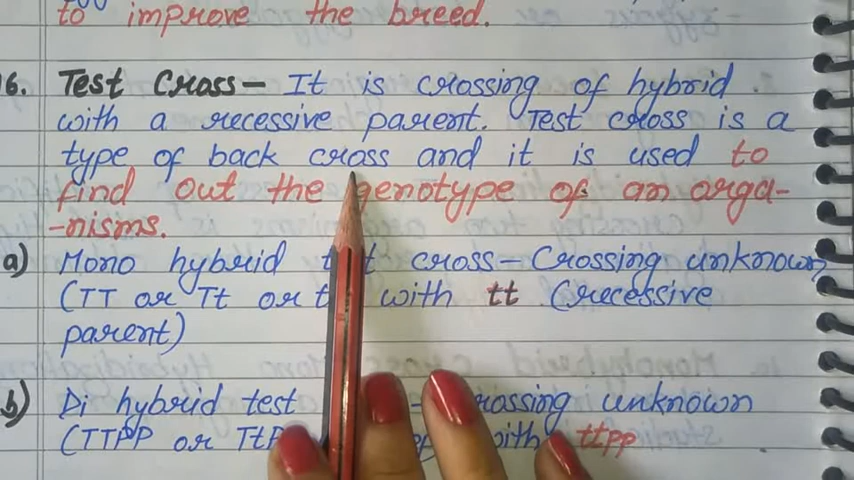 to improve the breed.
16. Test Cross- It is crossing of hybrid
with a recessive parent. Test cross is a
type of back cross and it is used to
find out the genotype of an orga-
-nisms.
a) Mono hybrid t t cross- Crossing unknown
(TT or Tt or t with tt (recessive
parent)
b) Di hybrid test - rossing unknown
(TTPP or TtP with ttpp